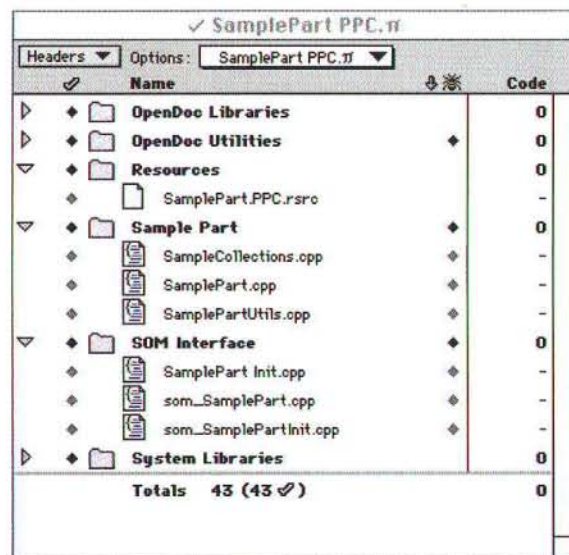 ✓ SamplePart PPC.π
Headers ▼ Options: SamplePart PPC.π ▼
Name Code
OpenDoc Libraries 0
OpenDoc Utilities 0
Resources 0
SamplePart.PPC.rsrc -
Sample Part 0
SampleCollections.cpp -
SamplePart.cpp -
SamplePartUtils.cpp -
SOM Interface 0
SamplePart Init.cpp -
som_SamplePart.cpp -
som_SamplePartInit.cpp -
System Libraries 0
Totals 43 (43 ✓) 0